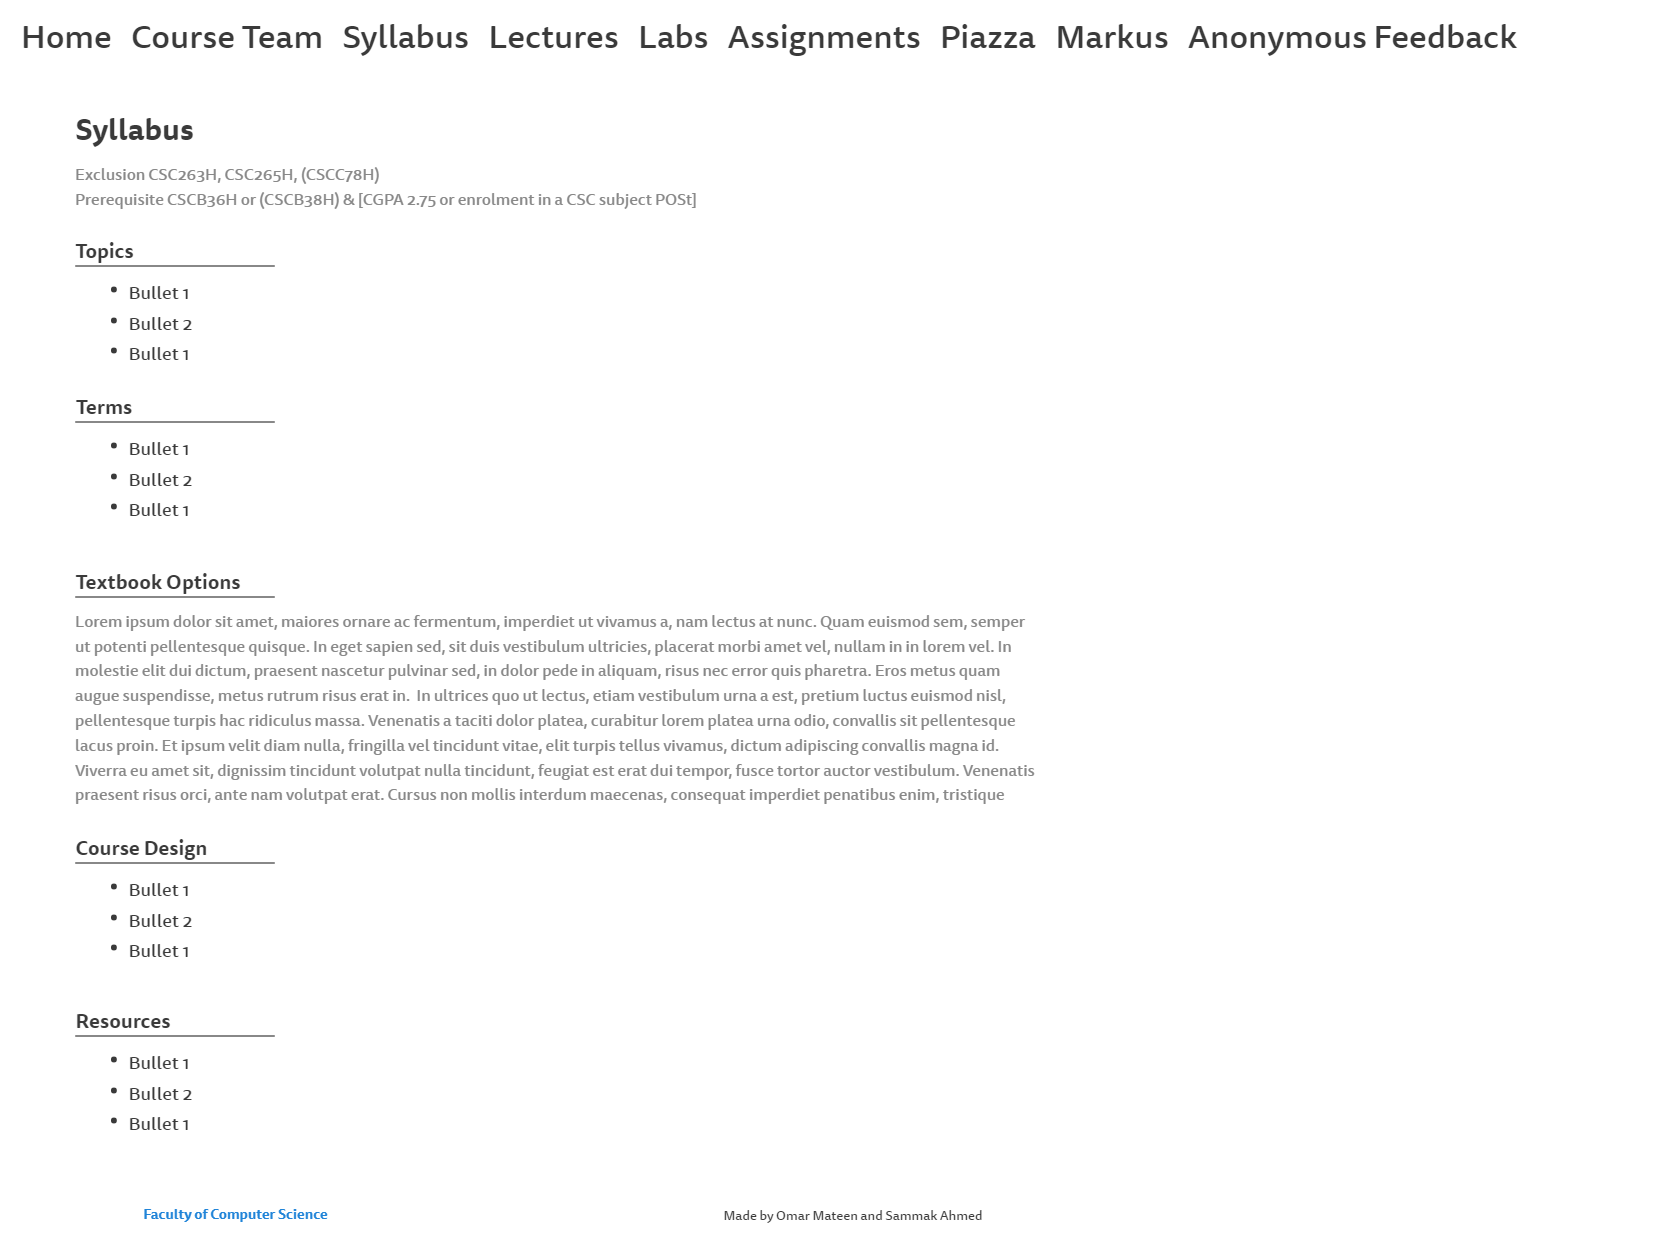 Home Course Team Syllabus Lectures Labs Assignments Piazza Markus Anonymous Feedback
Syllabus
Exclusion CSC263H, CSC265H, (CSCC78H)
Prerequisite CSCB36H or (CSCB38H) & [CGPA 2.75 or enrolment in a CSC subject POSt]
Topics
• Bullet 1
• Bullet 2
• Bullet 1
Terms
• Bullet 1
• Bullet 2
• Bullet 1
Textbook Options
Lorem ipsum dolor sit amet, maiores ornare ac fermentum, imperdiet ut vivamus a, nam lectus at nunc. Quam euismod sem, semper
ut potenti pellentesque quisque. In eget sapien sed, sit duis vestibulum ultricies, placerat morbi amet vel, nullam in in lorem vel. In
molestie elit dui dictum, praesent nascetur pulvinar sed, in dolor pede in aliquam, risus nec error quis pharetra. Eros metus quam
augue suspendisse, metus rutrum risus erat in.  In ultrices quo ut lectus, etiam vestibulum urna a est, pretium luctus euismod nisl,
pellentesque turpis hac ridiculus massa. Venenatis a taciti dolor platea, curabitur lorem platea urna odio, convallis sit pellentesque
lacus proin. Et ipsum velit diam nulla, fringilla vel tincidunt vitae, elit turpis tellus vivamus, dictum adipiscing convallis magna id.
Viverra eu amet sit, dignissim tincidunt volutpat nulla tincidunt, feugiat est erat dui tempor, fusce tortor auctor vestibulum. Venenatis
praesent risus orci, ante nam volutpat erat. Cursus non mollis interdum maecenas, consequat imperdiet penatibus enim, tristique
Course Design
• Bullet 1
• Bullet 2
• Bullet 1
Resources
• Bullet 1
• Bullet 2
• Bullet 1
Faculty of Computer Science
Made by Omar Mateen and Sammak Ahmed